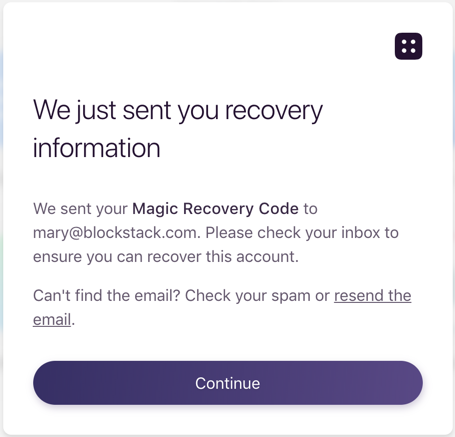 We just sent you recovery
information
We sent your Magic Recovery Code to
mary@blockstack.com. Please check your inbox to
ensure you can recover this account.
Can't find the email? Check your spam or resend the
email.
Continue